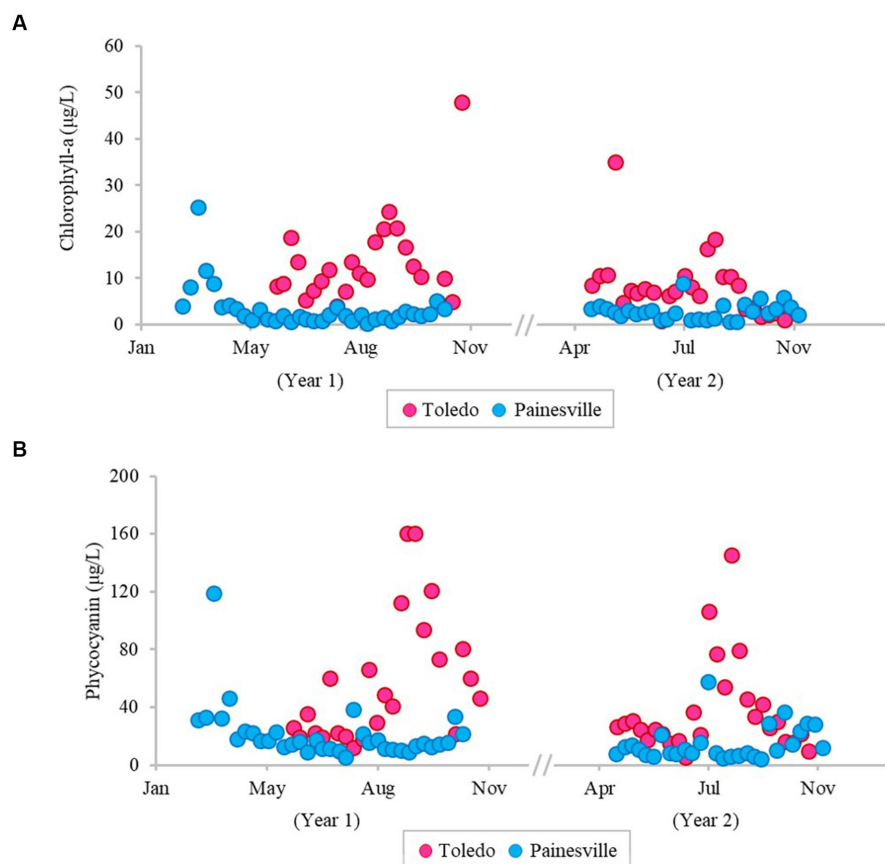 A
60
50
40
30
20
10
0
Chlorophyll-a (µg/L)
Jan May Aug Nov // Apr Jul Nov
(Year 1) (Year 2)
Toledo Painesville
B
200
160
120
80
40
0
Phycocyanin (µg/L)
Jan May Aug Nov // Apr Jul Nov
(Year 1) (Year 2)
Toledo Painesville